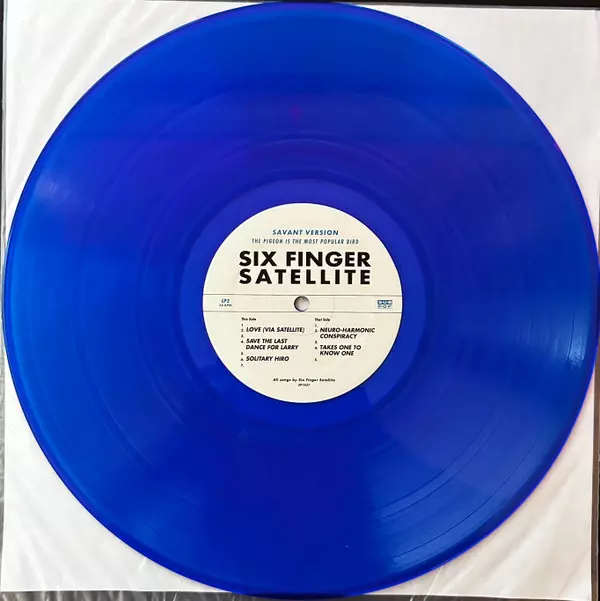 SAVANT VERSION
THE PIGEON IS THE MOST POPULAR BIRD
SIX FINGER
SATELLITE
LP2
SUB
POP
This Side
1.
2. LOVE (VIA SATELLITE)
3.
4. SAVE THE LAST
DANCE FOR LARRY
5.
6. SOLITARY HIRO
7.
That Side
1.
2. NEURO-HARMONIC
CONSPIRACY
3.
4. TAKES ONE TO
KNOW ONE
5.
All songs by Six Finger Satellite